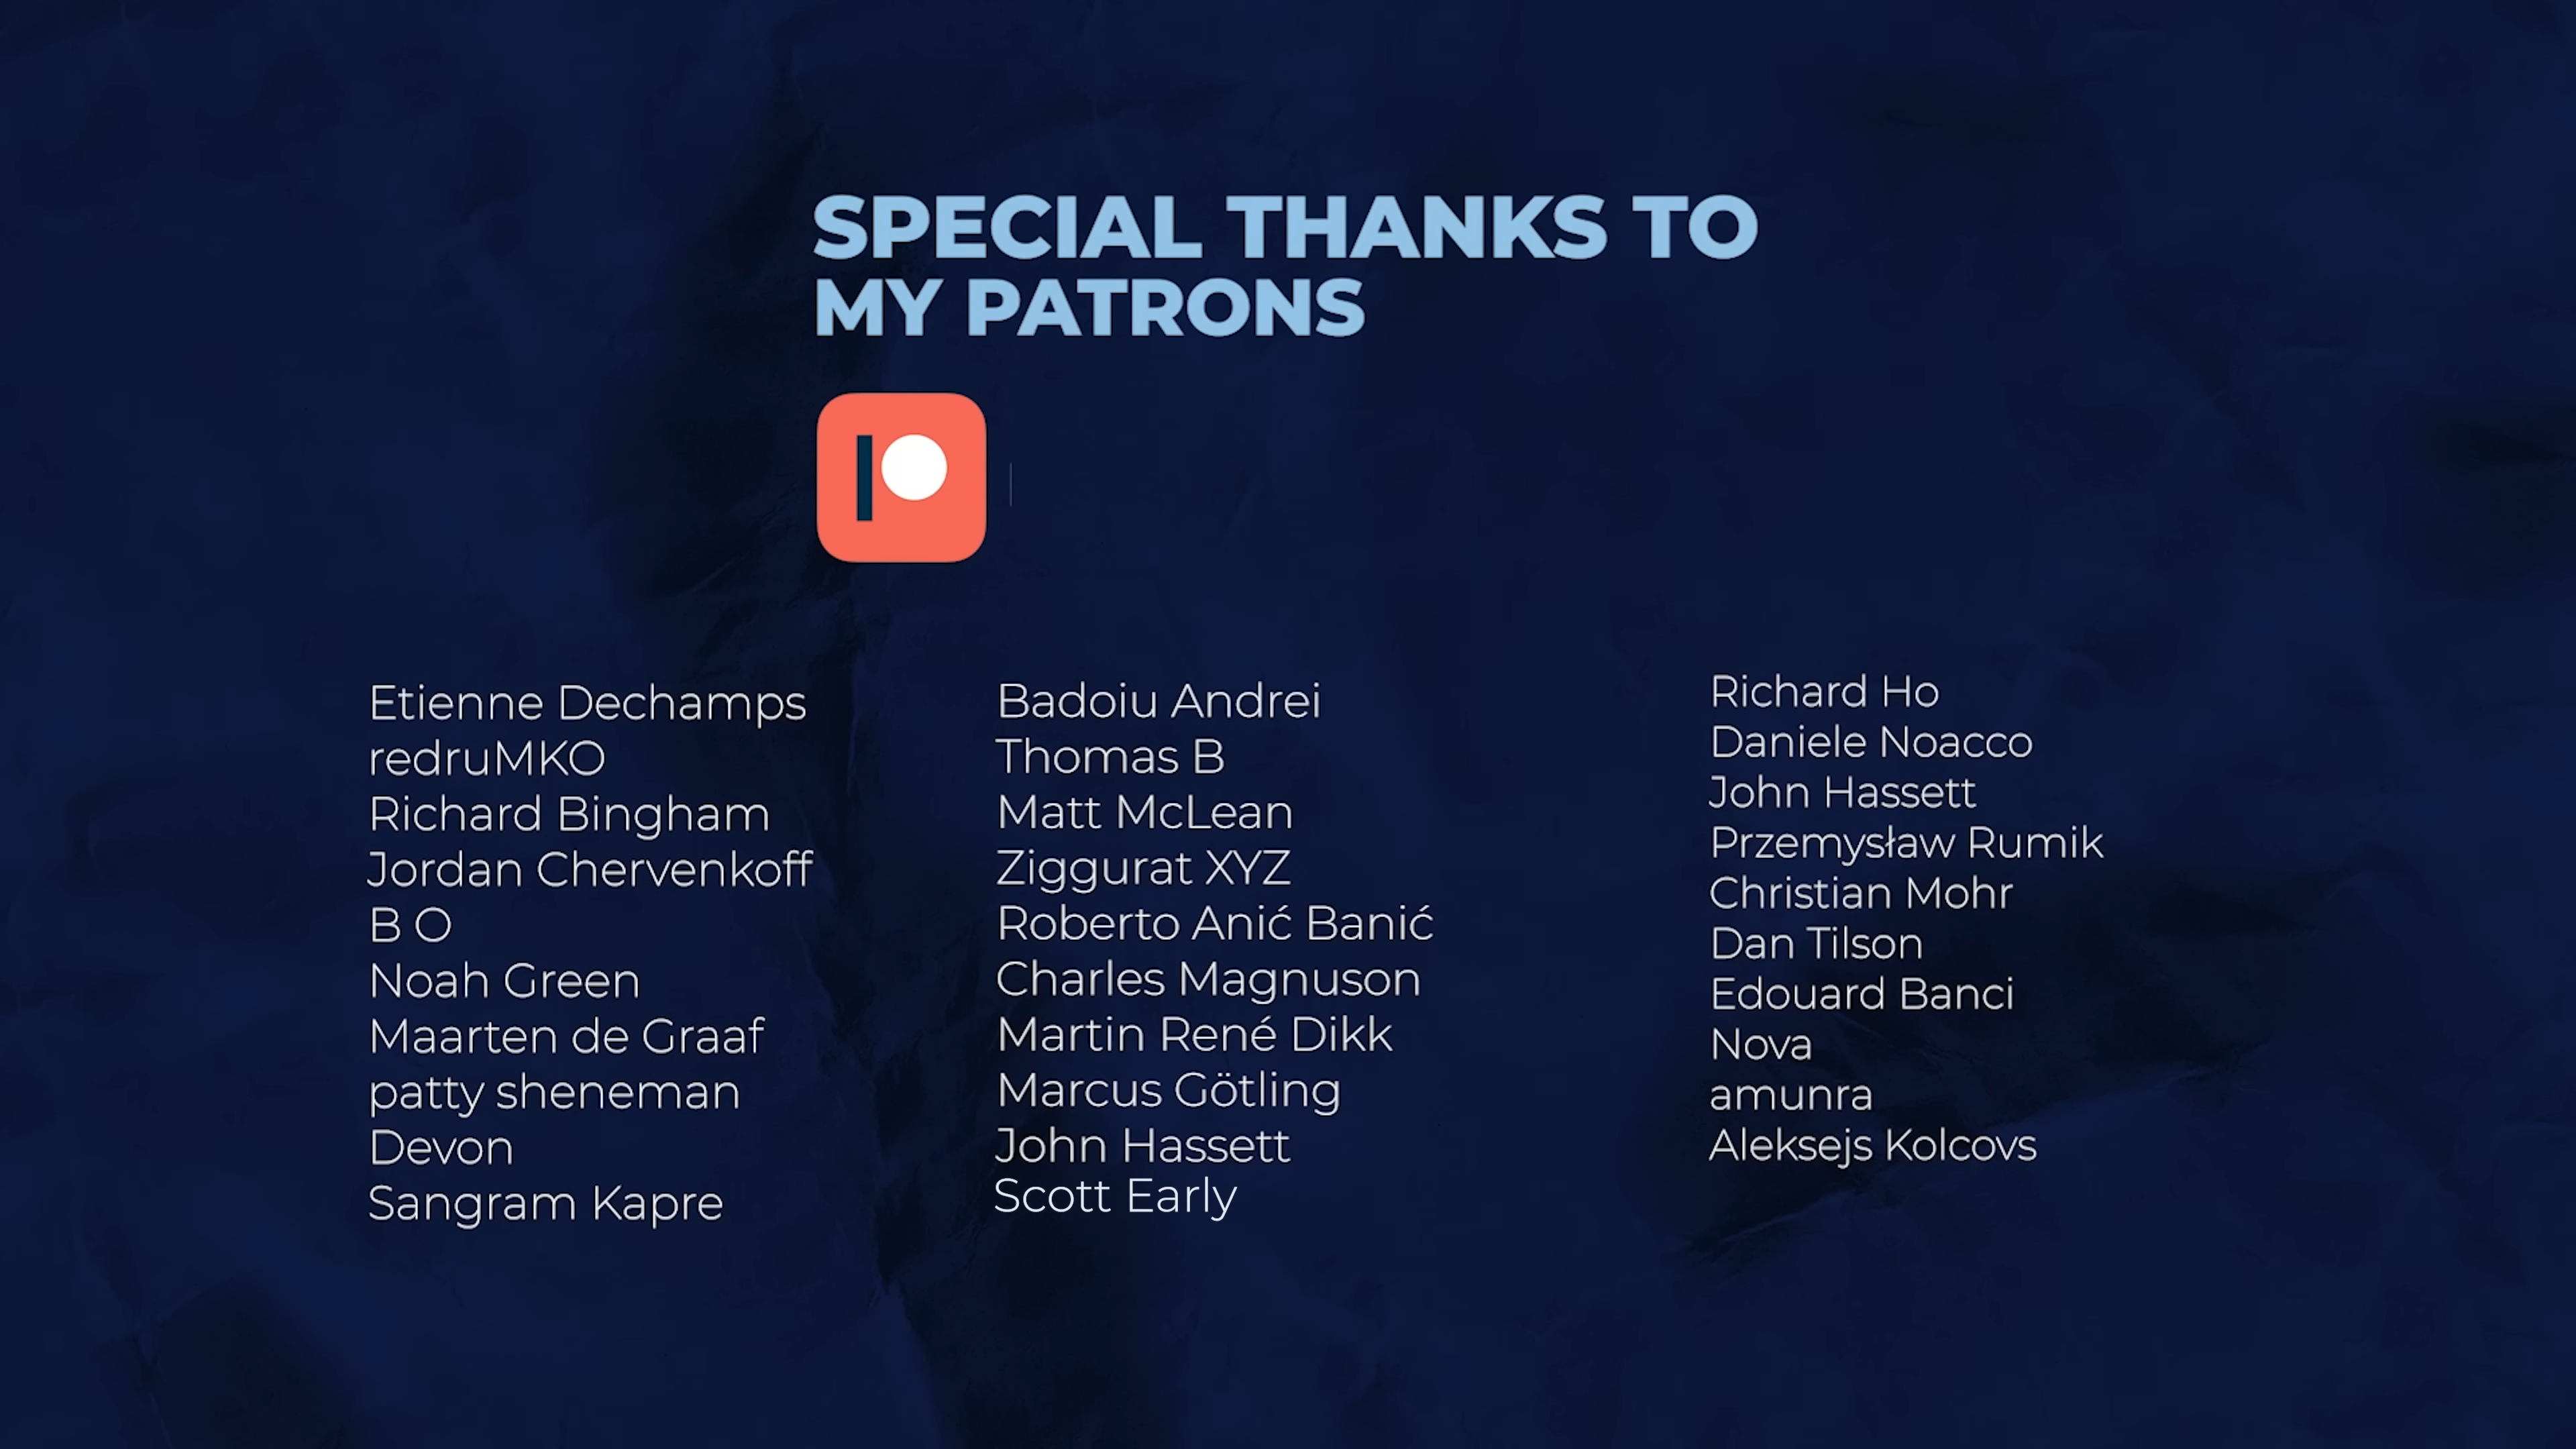 SPECIAL THANKS TO
MY PATRONS
Etienne Dechamps
redruMKO
Richard Bingham
Jordan Chervenkoff
B O
Noah Green
Maarten de Graaf
patty sheneman
Devon
Sangram Kapre
Badoiu Andrei
Thomas B
Matt McLean
Ziggurat XYZ
Roberto Anić Banić
Charles Magnuson
Martin René Dikk
Marcus Götling
John Hassett
Scott Early
Richard Ho
Daniele Noacco
John Hassett
Przemysław Rumik
Christian Mohr
Dan Tilson
Edouard Banci
Nova
amunra
Aleksejs Kolcovs